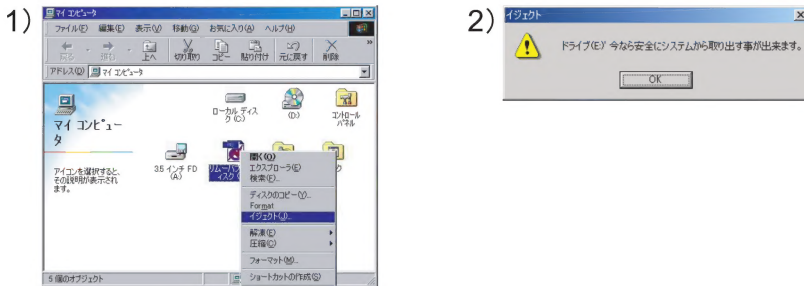 1)
マイ コンピュータ
ファイル(F) 編集(E) 表示(V) 移動(G) お気に入り(A) ヘルプ(H)
戻る 進む 上へ 切り取り コピー 貼り付け 元に戻す 削除
アドレス(D) マイ コンピュータ
マイ コンピュー
タ
アイコンを選択すると、
その説明が表示され
ます。
ローカル ディス
ク (C:)
(D:)
コントロール
パネル
3.5 インチ FD
(A:)
開く(O)
エクスプローラ(E)
検索(F)...
ディスクのコピー(Y)...
Format
イジェクト(J)...
解凍(E)
圧縮(C)
フォーマット(M)...
ショートカットの作成(S)
5 個のオブジェクト
2)
イジェクト
ドライブ(E)' 今なら安全にシステムから取り出す事が出来ます。
OK